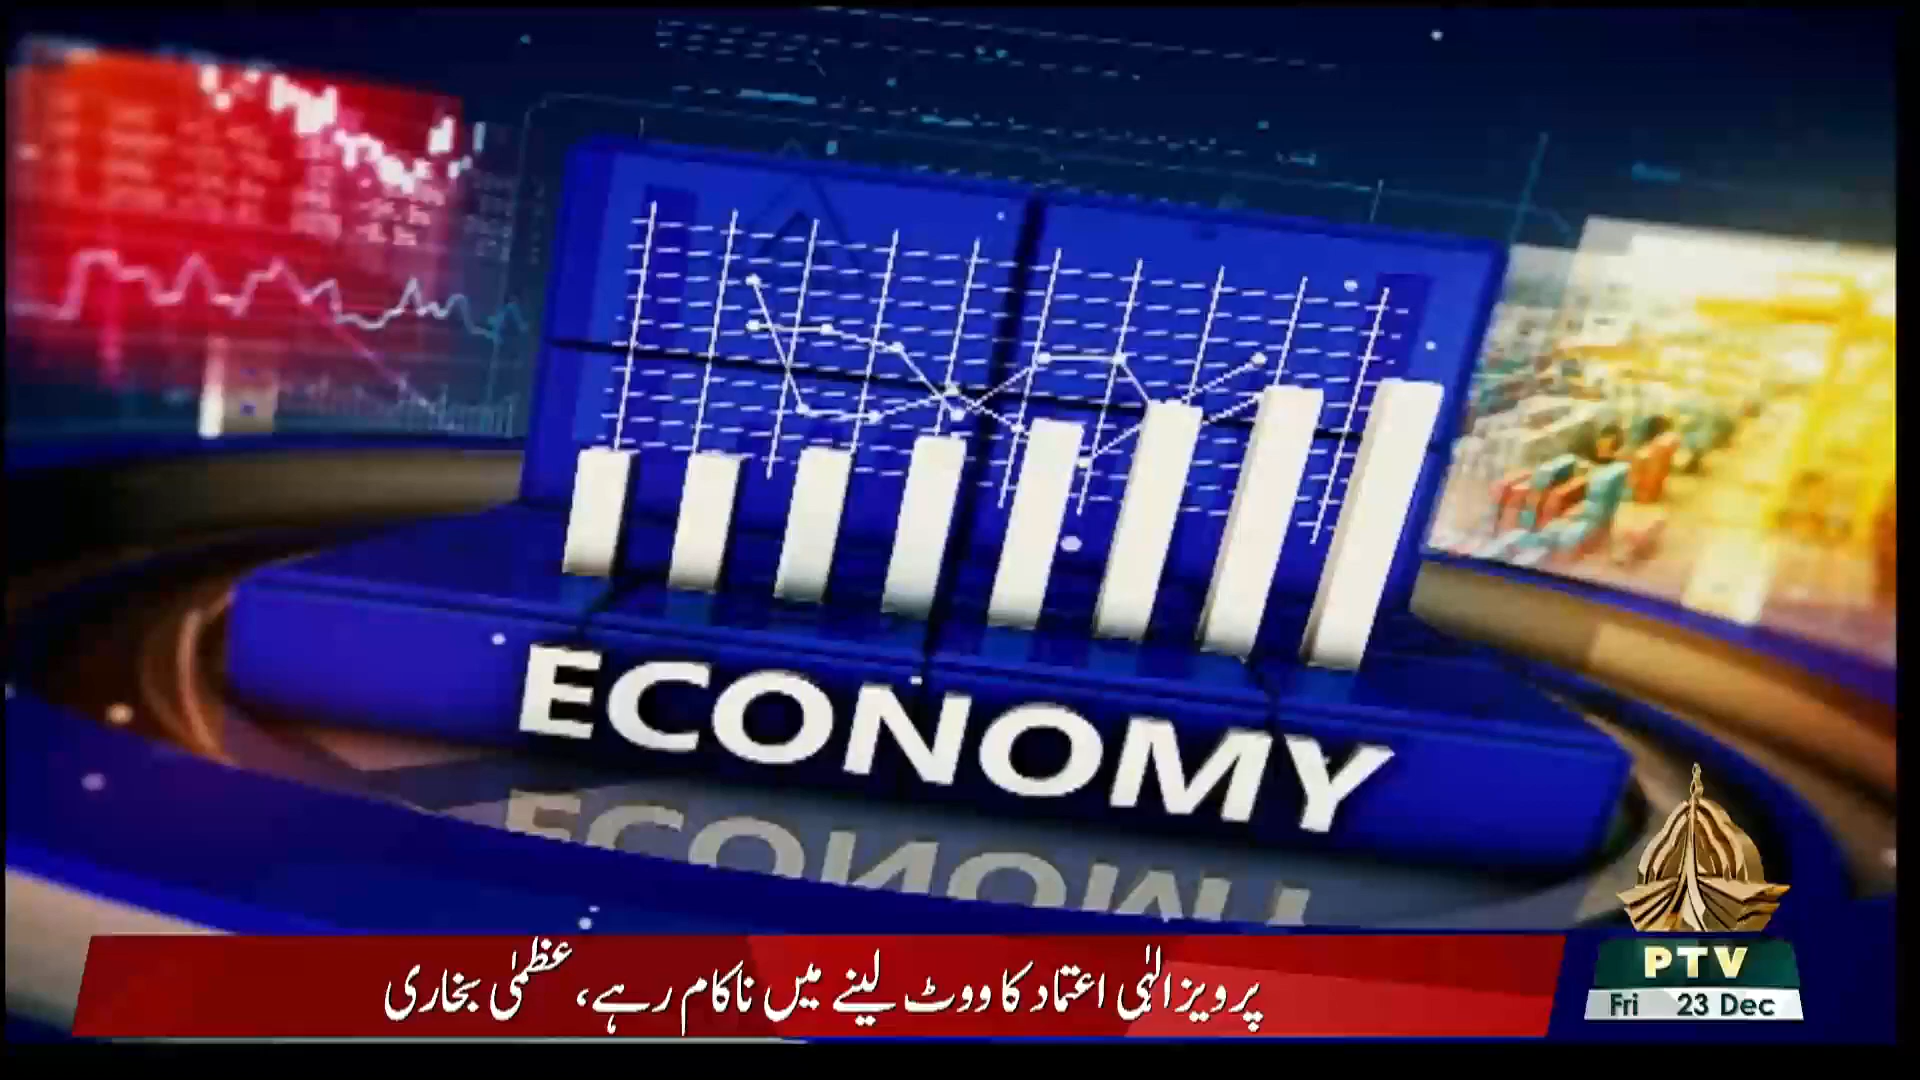 ECONOMY
پرویز الٰہی اعتماد کا ووٹ لینے میں ناکام رہے، عظمیٰ بخاری
PTV
Fri 23 Dec